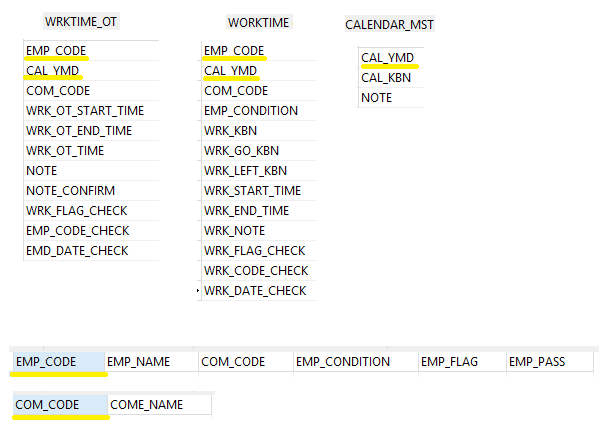 WRKTIME_OT
EMP_CODE
CAL_YMD
COM_CODE
WRK_OT_START_TIME
WRK_OT_END_TIME
WRK_OT_TIME
NOTE
NOTE_CONFIRM
WRK_FLAG_CHECK
EMP_CODE_CHECK
EMD_DATE_CHECK
WORKTIME
EMP_CODE
CAL_YMD
COM_CODE
EMP_CONDITION
WRK_KBN
WRK_GO_KBN
WRK_LEFT_KBN
WRK_START_TIME
WRK_END_TIME
WRK_NOTE
WRK_FLAG_CHECK
WRK_CODE_CHECK
WRK_DATE_CHECK
CALENDAR_MST
CAL_YMD
CAL_KBN
NOTE
EMP_CODE EMP_NAME COM_CODE EMP_CONDITION EMP_FLAG EMP_PASS
COM_CODE COME_NAME